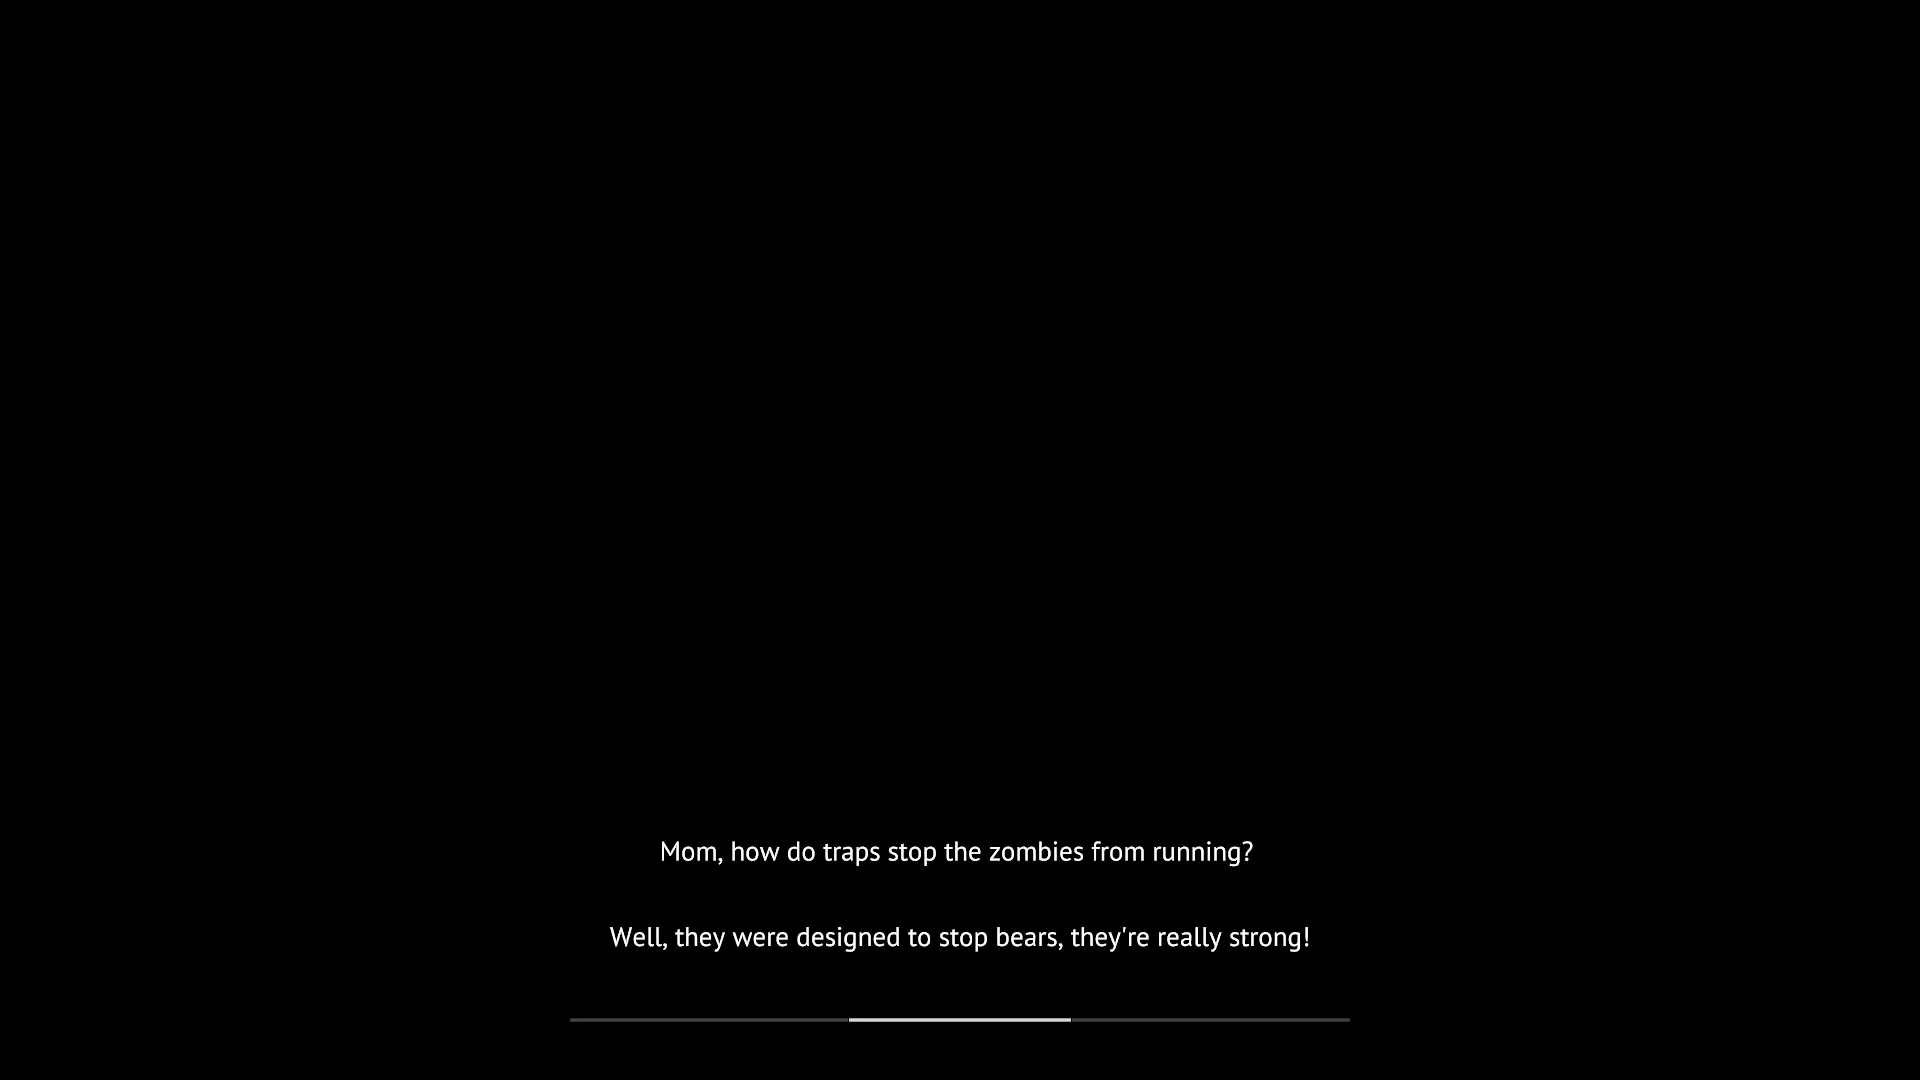 Mom, how do traps stop the zombies from running?
Well, they were designed to stop bears, they're really strong!